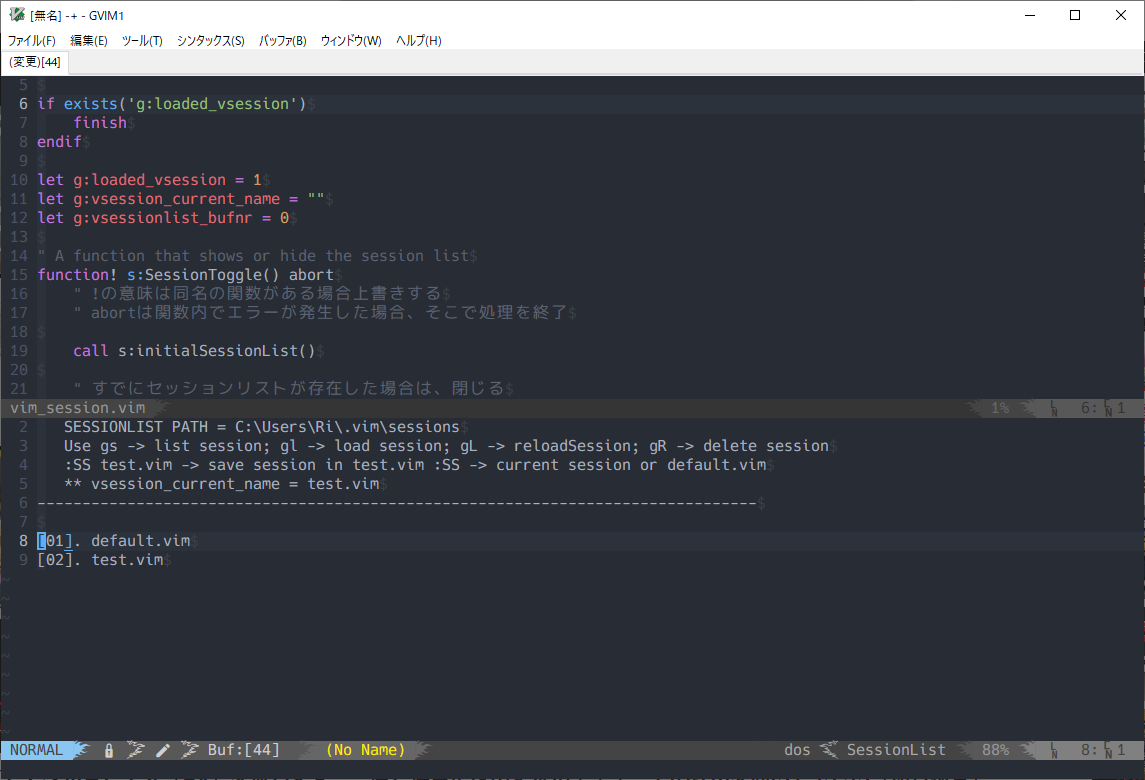 [無名] -+ - GVIM1
ファイル(F) 編集(E) ツール(T) シンタックス(S) バッファ(B) ウィンドウ(W) ヘルプ(H)
(変更)[44]
5 $
6 if exists('g:loaded_vsession')$
7     finish$
8 endif$
9 $
10 let g:loaded_vsession = 1$
11 let g:vsession_current_name = ""$
12 let g:vsessionlist_bufnr = 0$
13 $
14 " A function that shows or hide the session list$
15 function! s:SessionToggle() abort$
16     " !の意味は同名の関数がある場合上書きする$
17     " abortは関数内でエラーが発生した場合、そこで処理を終了$
18 $
19     call s:initialSessionList()$
20 $
21     " すでにセッションリストが存在した場合は、閉じる$
vim_session.vim 1% LN 6: CN 1
2    SESSIONLIST PATH = C:\Users\Ri\.vim\sessions$
3    Use gs -> list session; gl -> load session; gL -> reloadSession; gR -> delete session$
4    :SS test.vim -> save session in test.vim :SS -> current session or default.vim$
5    ** vsession_current_name = test.vim$
6 --------------------------------------------------------------------------------$
7 $
8 [01]. default.vim$
9 [02]. test.vim$
~
~
~
~
~
~
~
~
~
NORMAL Buf:[44] (No Name) dos SessionList 88% LN 8: CN 1